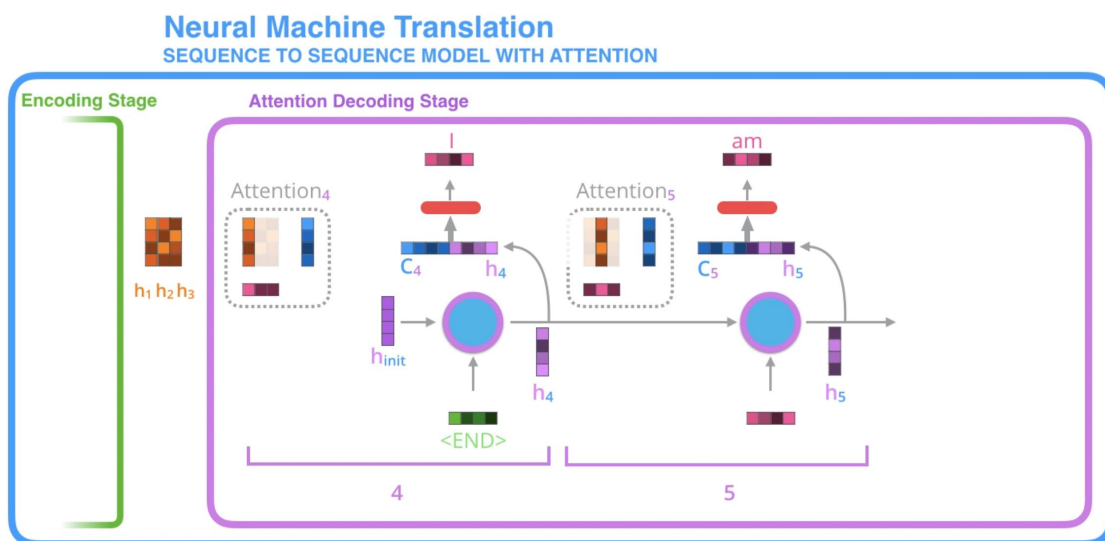 Neural Machine Translation
SEQUENCE TO SEQUENCE MODEL WITH ATTENTION
Encoding Stage
Attention Decoding Stage
I
am
Attention₄
Attention₅
C₄
h₄
C₅
h₅
h₁ h₂ h₃
h_init
h₄
h₅
<END>
4
5